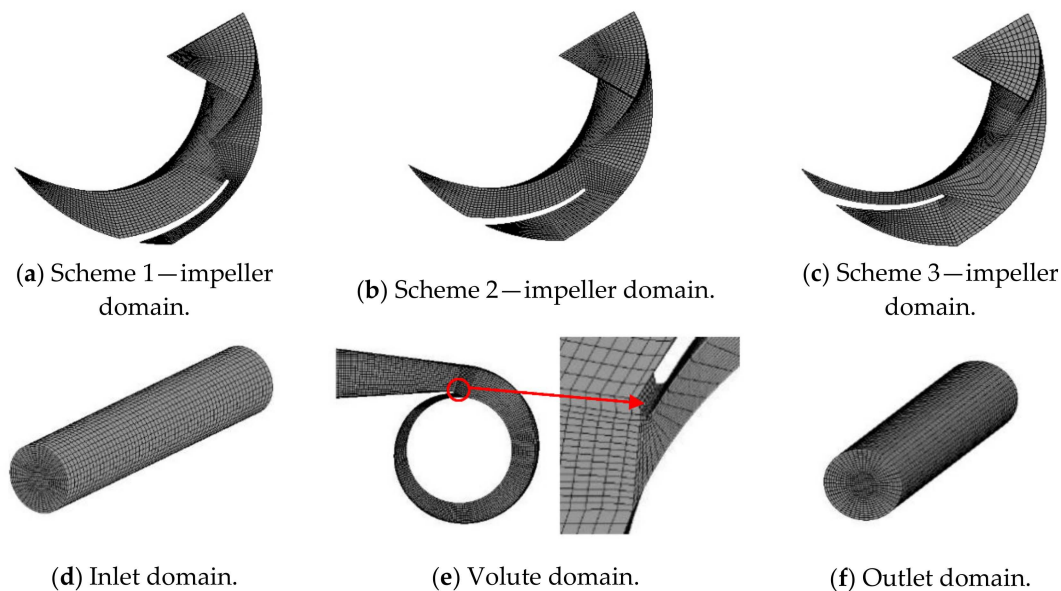 (a) Scheme 1—impeller
domain.
(b) Scheme 2—impeller domain.
(c) Scheme 3—impeller
domain.
(d) Inlet domain.
(e) Volute domain.
(f) Outlet domain.